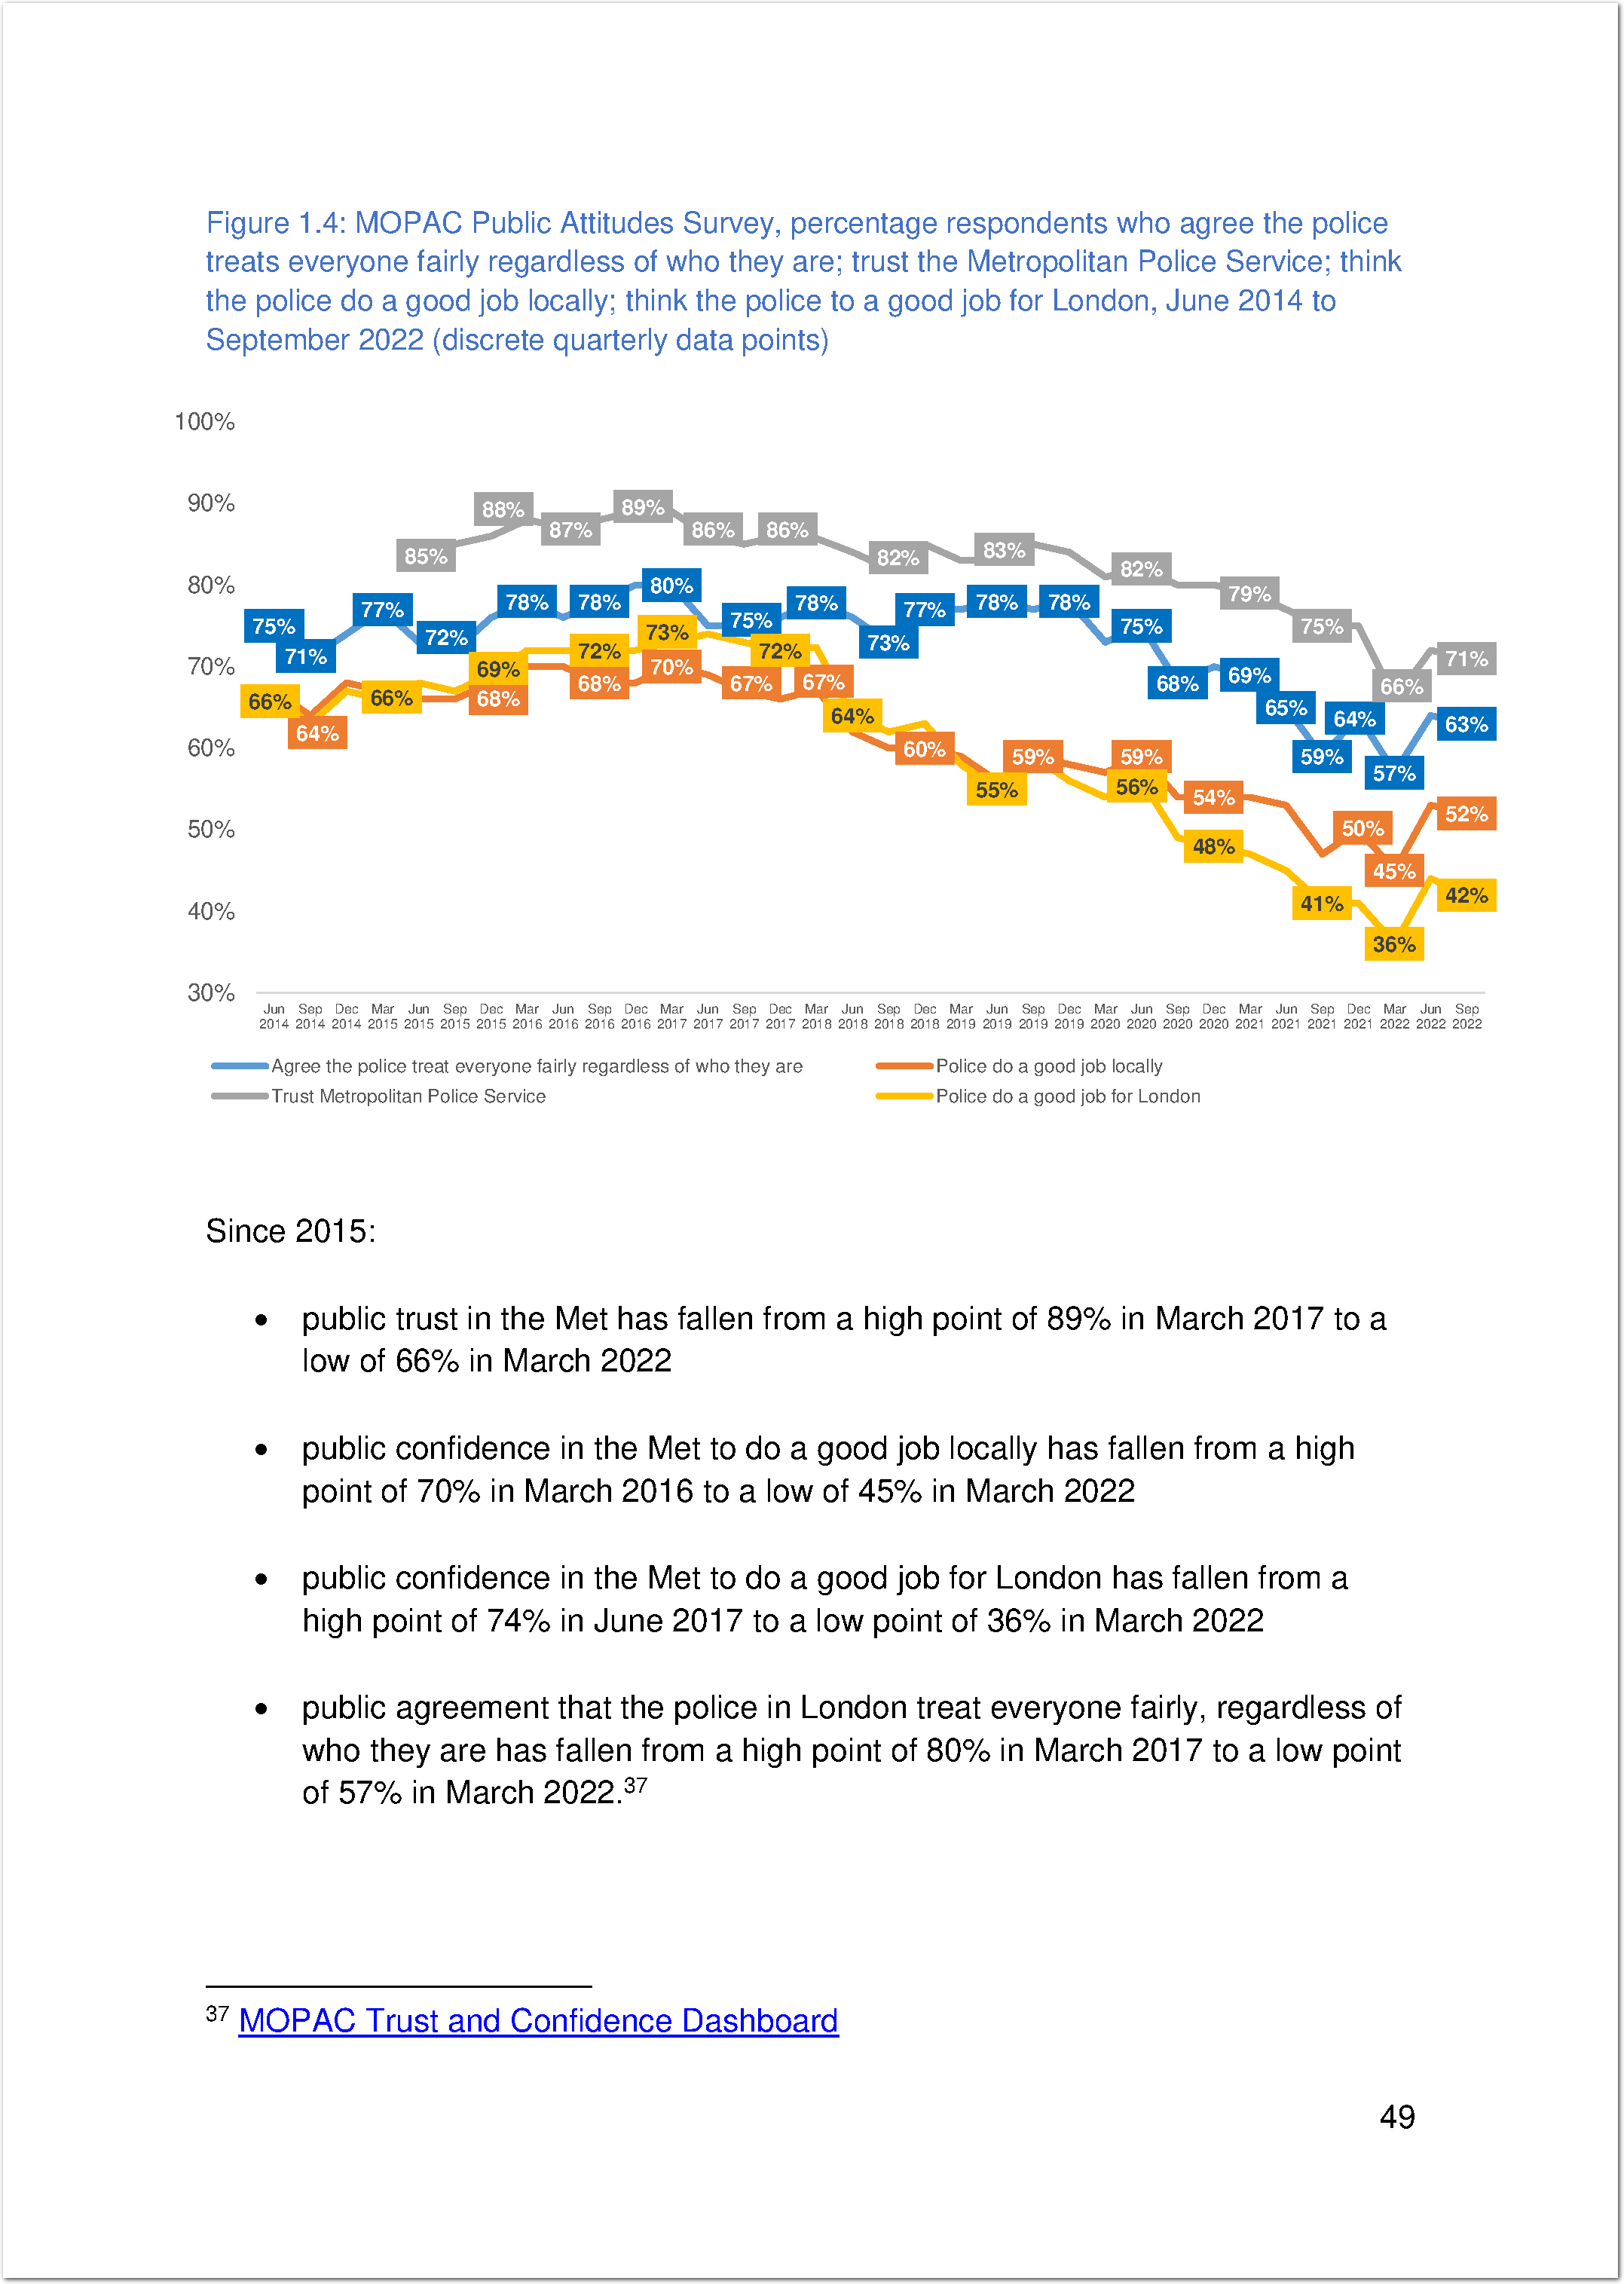 Figure 1.4: MOPAC Public Attitudes Survey, percentage respondents who agree the police
treats everyone fairly regardless of who they are; trust the Metropolitan Police Service; think
the police do a good job locally; think the police to a good job for London, June 2014 to
September 2022 (discrete quarterly data points)
100%
90%
80%
70%
60%
50%
40%
30%
85% 88% 87% 89% 86% 86% 82% 83% 82% 79% 75% 66% 71%
75% 71% 77% 72% 78% 78% 80% 75% 78% 73% 77% 78% 78% 75% 68% 69% 65% 59% 64% 57% 63%
66% 66% 69% 72% 73% 72% 64% 55% 56% 48% 41% 36% 42%
64% 68% 68% 70% 67% 67% 60% 59% 59% 54% 50% 45% 52%
Jun Sep Dec Mar Jun Sep Dec Mar Jun Sep Dec Mar Jun Sep Dec Mar Jun Sep Dec Mar Jun Sep Dec Mar Jun Sep Dec Mar Jun Sep Dec Mar Jun Sep
2014 2014 2014 2015 2015 2015 2015 2016 2016 2016 2016 2017 2017 2017 2017 2018 2018 2018 2018 2019 2019 2019 2019 2020 2020 2020 2020 2021 2021 2021 2021 2022 2022 2022
Agree the police treat everyone fairly regardless of who they are Police do a good job locally
Trust Metropolitan Police Service Police do a good job for London
Since 2015:
• public trust in the Met has fallen from a high point of 89% in March 2017 to a
low of 66% in March 2022
• public confidence in the Met to do a good job locally has fallen from a high
point of 70% in March 2016 to a low of 45% in March 2022
• public confidence in the Met to do a good job for London has fallen from a
high point of 74% in June 2017 to a low point of 36% in March 2022
• public agreement that the police in London treat everyone fairly, regardless of
who they are has fallen from a high point of 80% in March 2017 to a low point
of 57% in March 2022.37
37 MOPAC Trust and Confidence Dashboard
49